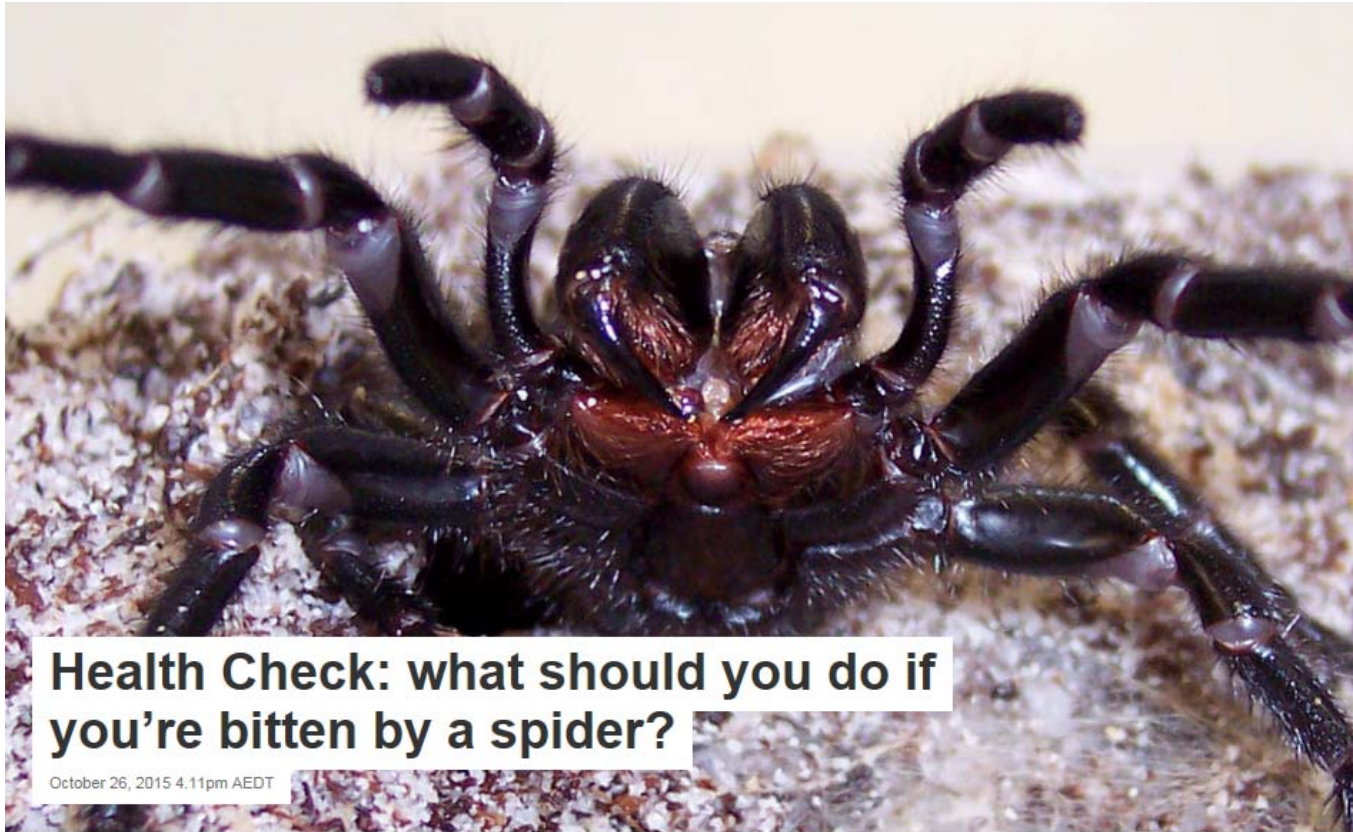 Health Check: what should you do if
you’re bitten by a spider?
October 26, 2015 4.11pm AEDT